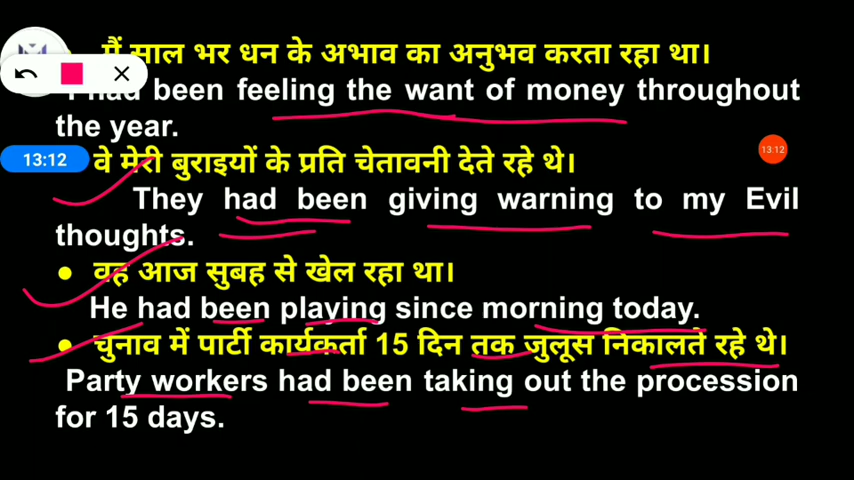 मैं साल भर धन के अभाव का अनुभव करता रहा था।
I had been feeling the want of money throughout
the year.
13:12
वे मेरी बुराइयों के प्रति चेतावनी देते रहे थे।
13:12
They had been giving warning to my Evil
thoughts.
• वह आज सुबह से खेल रहा था।
He had been playing since morning today.
• चुनाव में पार्टी कार्यकर्ता 15 दिन तक जुलूस निकालते रहे थे।
Party workers had been taking out the procession
for 15 days.